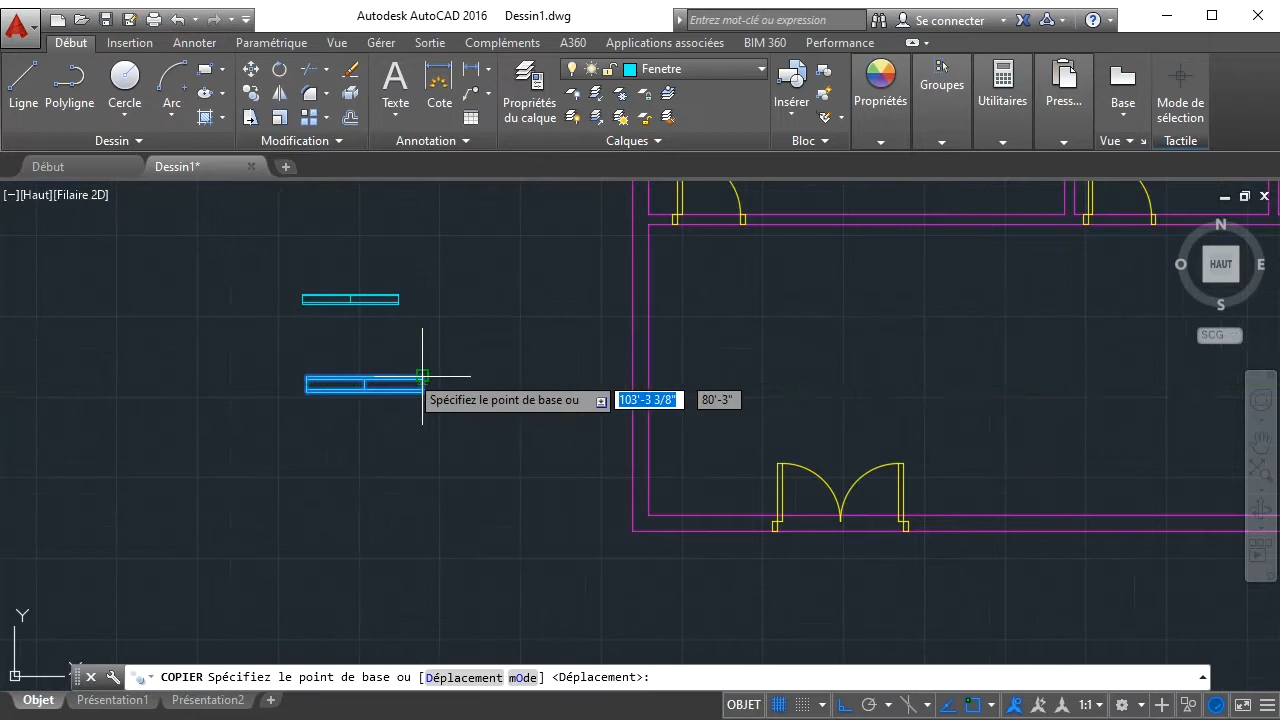 Autodesk AutoCAD 2016 Dessin1.dwg
Entrez mot-clé ou expression
Se connecter
Début Insertion Annoter Paramétrique Vue Gérer Sortie Compléments A360 Applications associées BIM 360 Performance
Fenetre
Ligne Polyligne Cercle Arc
Texte Cote
Propriétés
du calque
Insérer
Propriétés
Groupes
Utilitaires
Press...
Base
Mode de
sélection
Dessin Modification Annotation Calques Bloc Vue Tactile
Début Dessin1*
[−][Haut][Filaire 2D]
N
O HAUT E
S
SCG
Spécifiez le point de base ou 103'-3 3/8" 80'-3"
Y
COPIER Spécifiez le point de base ou [Déplacement mOde] <Déplacement>:
Objet Présentation1 Présentation2 OBJET 1:1